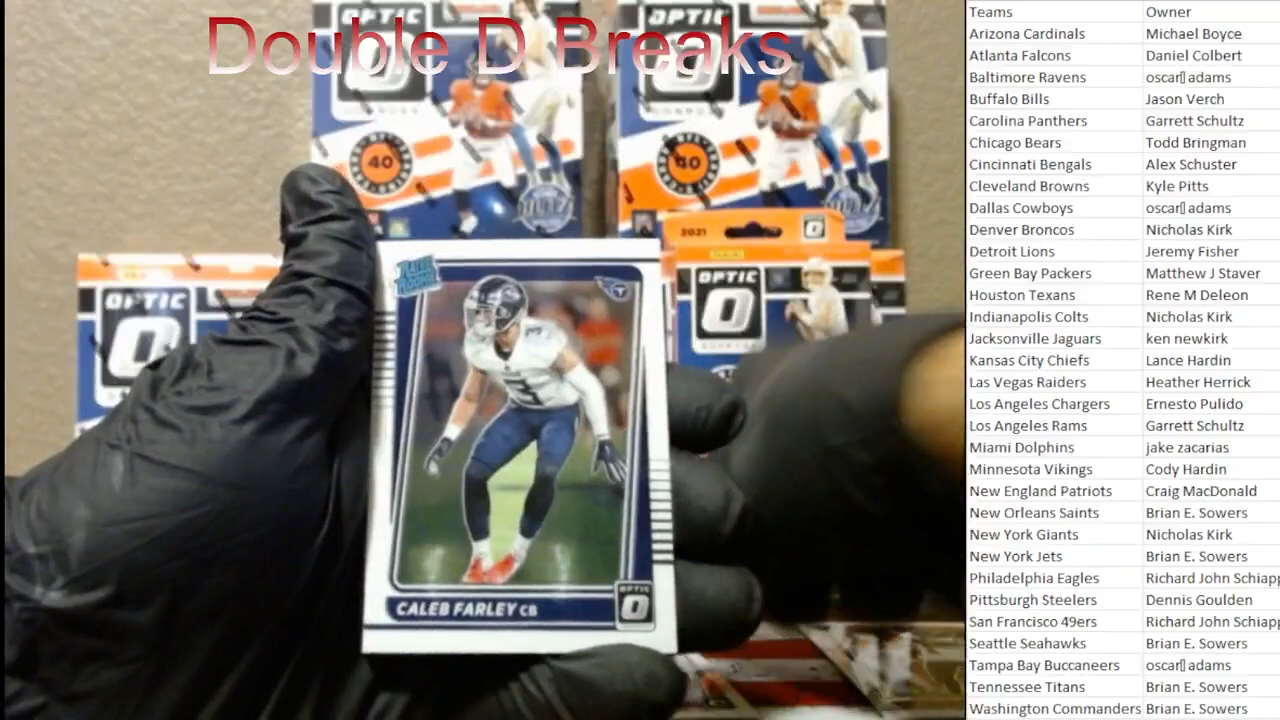 Double D Breaks
OPTIC
OPTIC
40
40
BLITZ
2021
OPTIC
OPTIC
RATED ROOKIE
3
CALEB FARLEY CB
OPTIC
Teams Owner
Arizona Cardinals Michael Boyce
Atlanta Falcons Daniel Colbert
Baltimore Ravens oscar▯ adams
Buffalo Bills Jason Verch
Carolina Panthers Garrett Schultz
Chicago Bears Todd Bringman
Cincinnati Bengals Alex Schuster
Cleveland Browns Kyle Pitts
Dallas Cowboys oscar▯ adams
Denver Broncos Nicholas Kirk
Detroit Lions Jeremy Fisher
Green Bay Packers Matthew J Staver
Houston Texans Rene M Deleon
Indianapolis Colts Nicholas Kirk
Jacksonville Jaguars ken newkirk
Kansas City Chiefs Lance Hardin
Las Vegas Raiders Heather Herrick
Los Angeles Chargers Ernesto Pulido
Los Angeles Rams Garrett Schultz
Miami Dolphins jake zacarias
Minnesota Vikings Cody Hardin
New England Patriots Craig MacDonald
New Orleans Saints Brian E. Sowers
New York Giants Nicholas Kirk
New York Jets Brian E. Sowers
Philadelphia Eagles Richard John Schiapp
Pittsburgh Steelers Dennis Goulden
San Francisco 49ers Richard John Schiapp
Seattle Seahawks Brian E. Sowers
Tampa Bay Buccaneers oscar▯ adams
Tennessee Titans Brian E. Sowers
Washington Commanders Brian E. Sowers